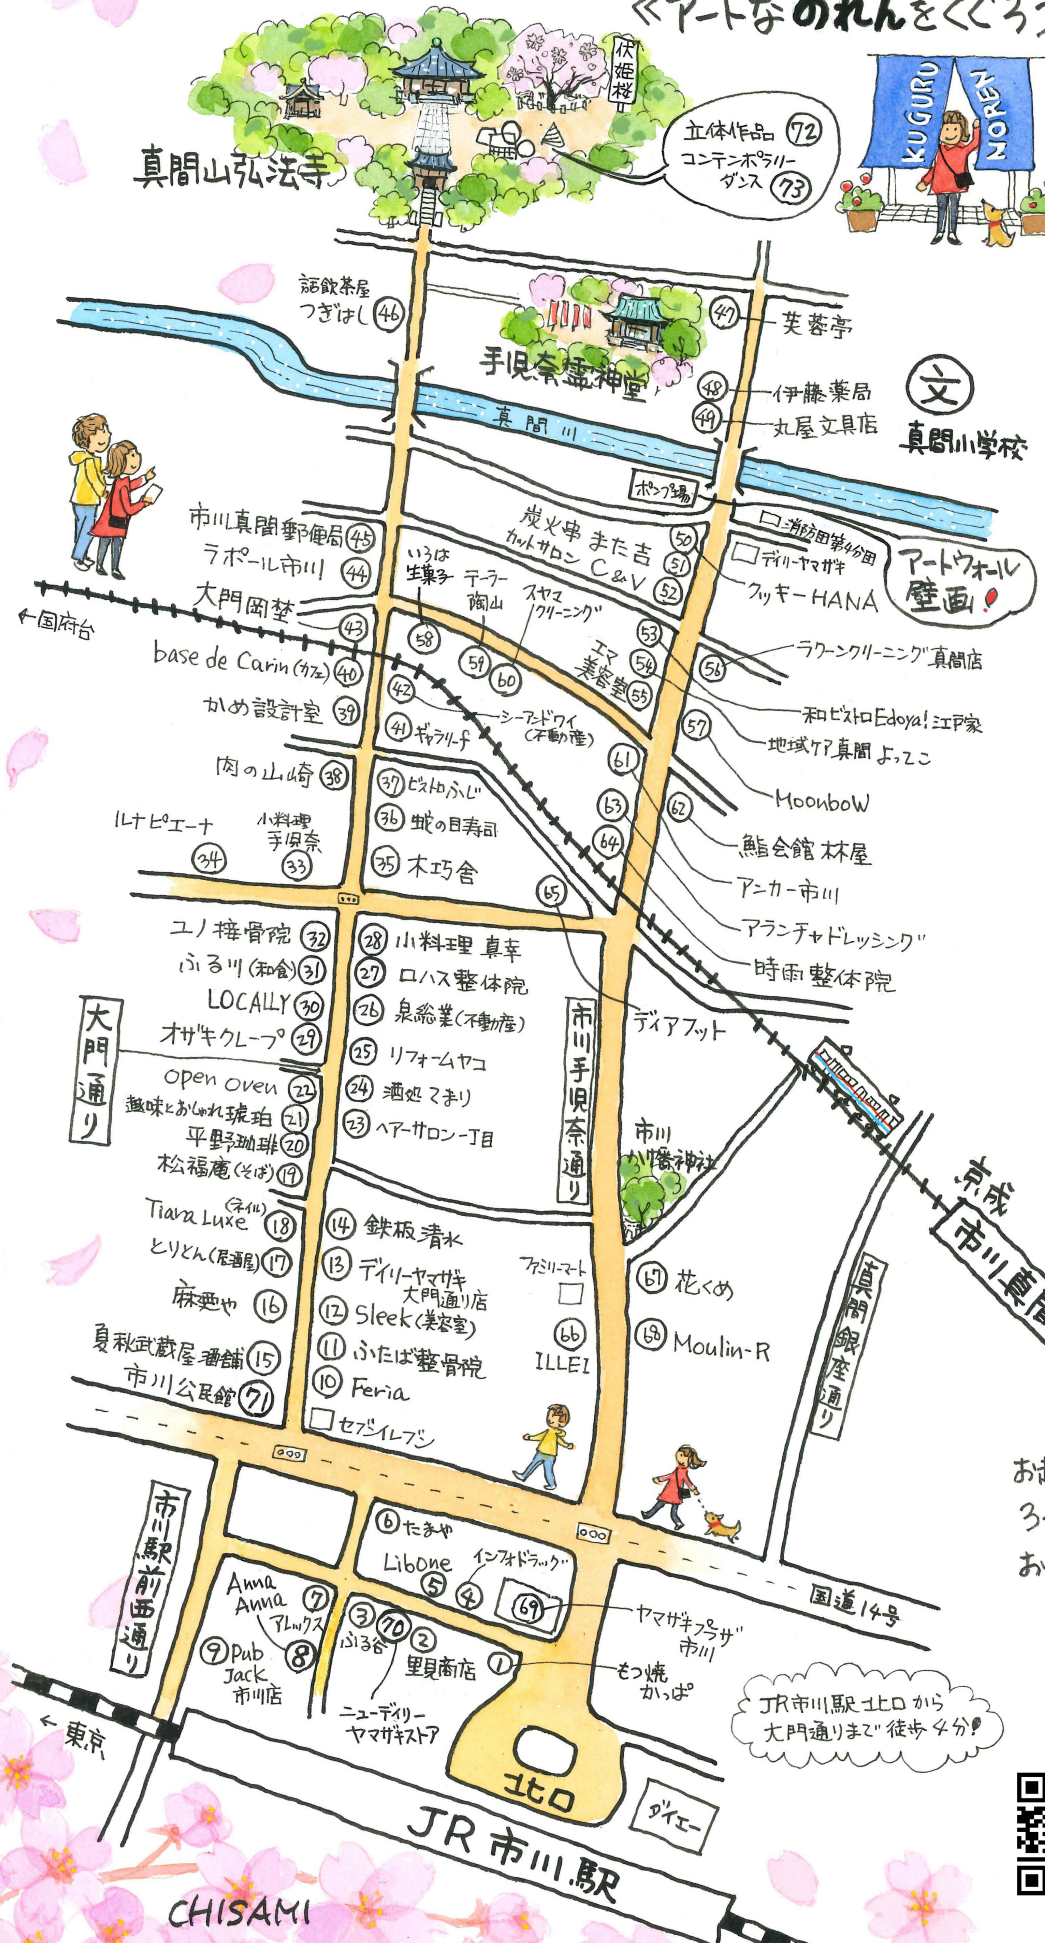 ≪アートなのれんをくぐろう
伏姫桜
KUGURU
NOREN
立体作品 72
コンテンポラリー
ダンス 73
真間山弘法寺
話飲茶屋
つぎはし 46
47 芙蓉亭
手児奈霊神堂
48 伊藤薬局
49 丸屋文具店
文
真間小学校
真間川
ポンプ場
消防団第4分団
デイリーヤマザキ
アートウォール
壁画!
市川真間郵便局 45
ラポール市川 44
大門岡埜 43
炭火串 また吉 50
カットサロン C&V 51
52 クッキーHANA
いろは
生菓子 58
テーラー
陶山 59
スヤマ
クリーニング 60
←国府台
base de Carin(カフェ) 40
かめ設計室 39
42 シーアンドワイ
(不動産)
41 ギャラリーf
53
54
エマ
美容室 55
56 ラクーンクリーニング真間店
和ビストロEdoya!江戸家
地域ケア真間よってこ
57
Moonbow
肉の山崎 38
37 ビストロふじ
36 蛇の目寿司
35 木巧舎
61
62 鮨会館 林屋
63
64
アンカー市川
アランチャドレッシング
時雨整体院
ルナピエーナ
34
小料理
手児奈
33
65
ディアフット
ユノ接骨院 32
ふる川(和食) 31
LOCALLY 30
オザキクレープ 29
28 小料理 真幸
27 ロハス整体院
26 泉総業(不動産)
25 リフォームヤコ
24 酒処てまり
23 ヘアーサロン一丁目
大門通り
市川手児奈通り
open oven 22
趣味とおしゃれ琥珀 21
平野珈琲 20
松福庵(そば) 19
市川
八幡神社
京成
市川真間
Tiara Luxe (ネイル) 18
とりとん(居酒屋) 17
麻亜や 16
夏秋武蔵屋酒舗 15
市川公民館 71
14 鉄板清水
13 デイリーヤマザキ
大門通り店
12 Sleek(美容室)
11 ふたば整骨院
10 Feria
セブンイレブン
ファミリーマート
66
ILLEI
67 花くめ
68 Moulin-R
真間銀座通り
市川駅前西通り
国道14号
6 たまや
Libone
5
インフォドラッグ
4
69
ヤマザキプラザ
市川
Anna
Anna 7
アレックス
8
9 Pub
Jack
市川店
3
ふる谷
70
ニューデイリー
ヤマザキストア
2
里見商店
1
もつ焼
かっぱ
JR市川駅北口から
大門通りまで徒歩4分!
←東京
北口
ダイエー
JR市川駅
CHISAMI